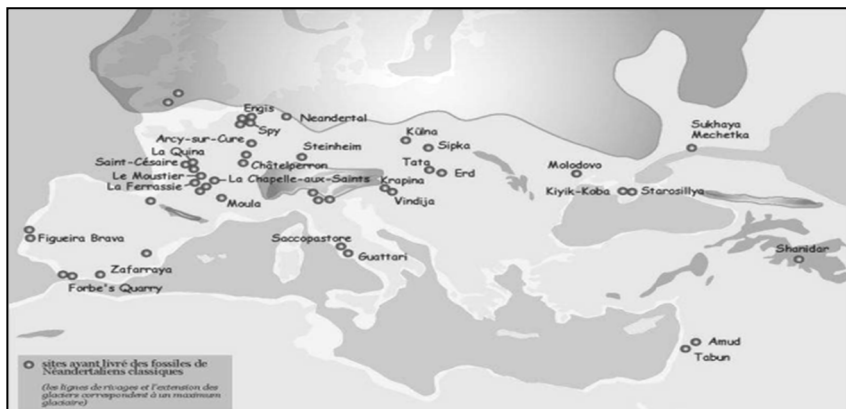 Engis
Neandertal
Spy
Arcy-sur-Cure
La Quina
Saint-Césaire
Le Moustier
La Ferrassie
Steinheim
Châtelperron
La Chapelle-aux-Saints
Moula
Külna
Sipka
Tata
Erd
Krapina
Vindija
Molodova
Sukhaya
Mechetka
Kiyik-Koba
Starosillya
Figueira Brava
Zafarraya
Forbe's Quarry
Saccopastore
Guattari
Shanidar
Amud
Tabun
sites ayant livré des fossiles de
Néandertaliens classiques
(les lignes de rivages et l'extension des
glaciers correspondent à un maximum
glaciaire)